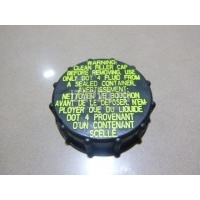 WARNING:
CLEAN FILLER CAP
BEFORE REMOVING. USE
ONLY DOT 4 FLUID FROM
A SEALED CONTAINER.
AVERTISSEMENT:
NETTOYER LE BOUCHON
AVANT DE LE DEPOSER N'EM-
PLOYER QUE DU LIQUIDE
DOT 4 PROVENANT
D'UN CONTENANT
SCELLE